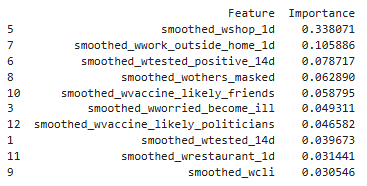 Feature Importance
5 smoothed_wshop_1d 0.338071
7 smoothed_wwork_outside_home_1d 0.105886
6 smoothed_wtested_positive_14d 0.078717
8 smoothed_wothers_masked 0.062890
10 smoothed_wvaccine_likely_friends 0.058795
3 smoothed_wworried_become_ill 0.049311
12 smoothed_wvaccine_likely_politicians 0.046582
1 smoothed_wtested_14d 0.039673
11 smoothed_wrestaurant_1d 0.031441
9 smoothed_wcli 0.030546